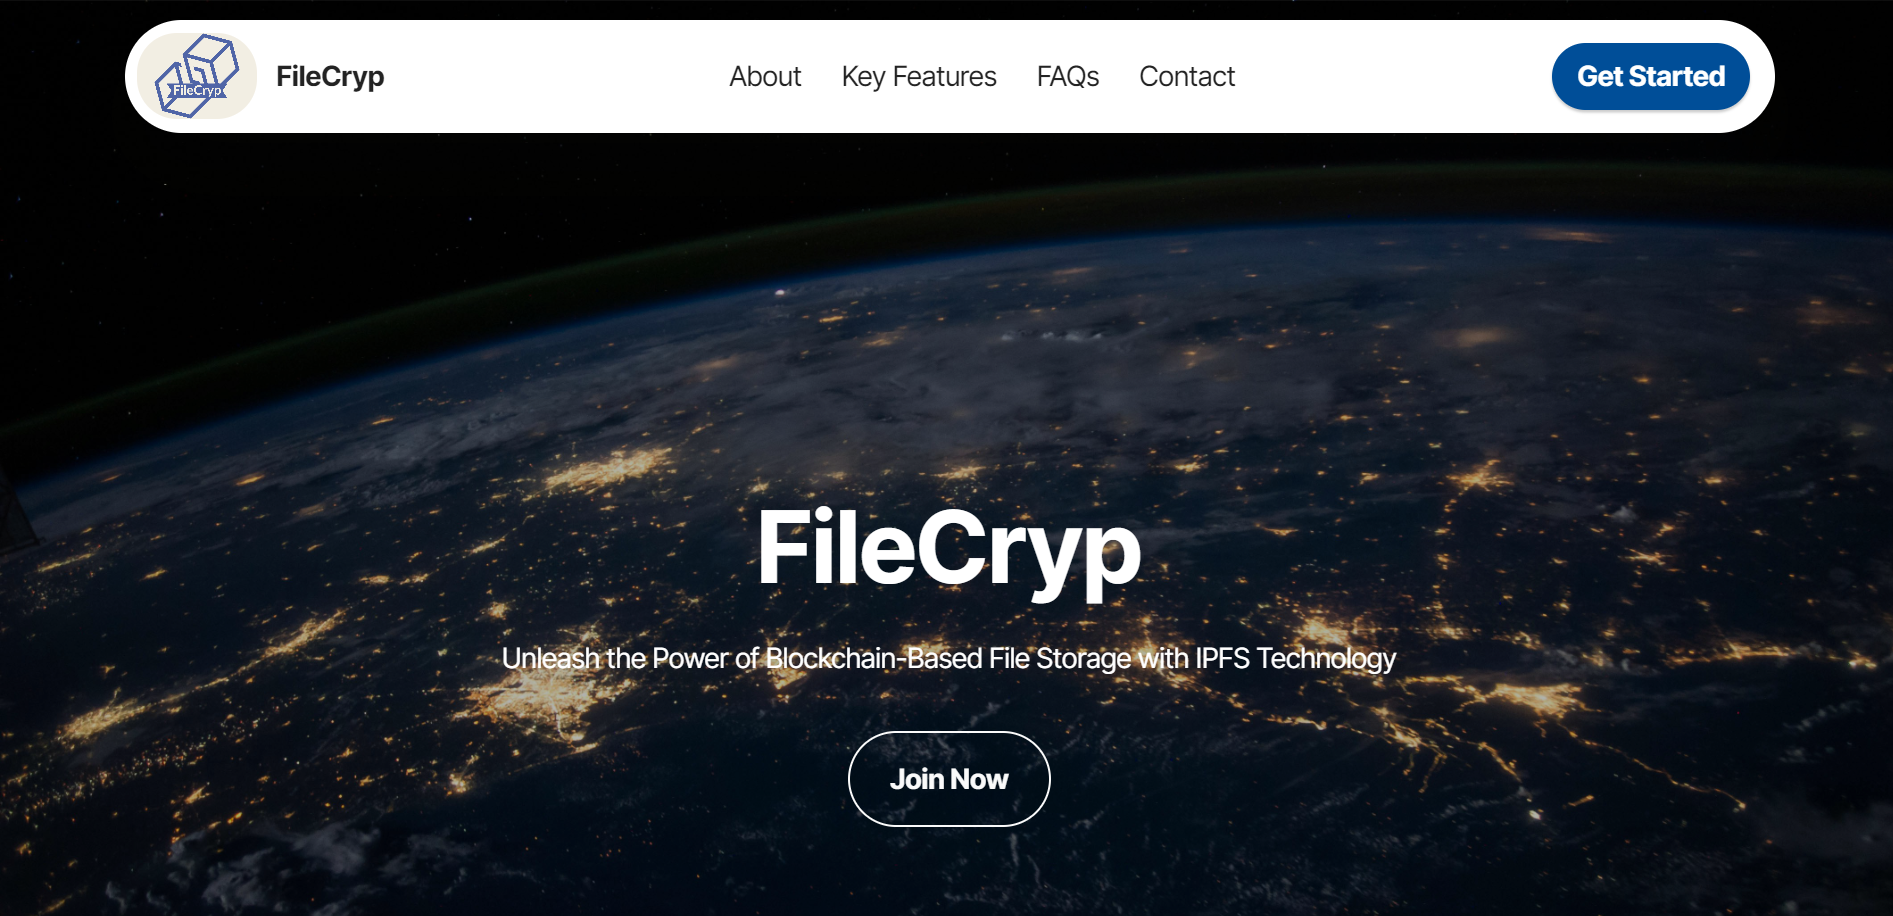 FileCryp
FileCryp
About
Key Features
FAQs
Contact
Get Started
FileCryp
Unleash the Power of Blockchain-Based File Storage with IPFS Technology
Join Now